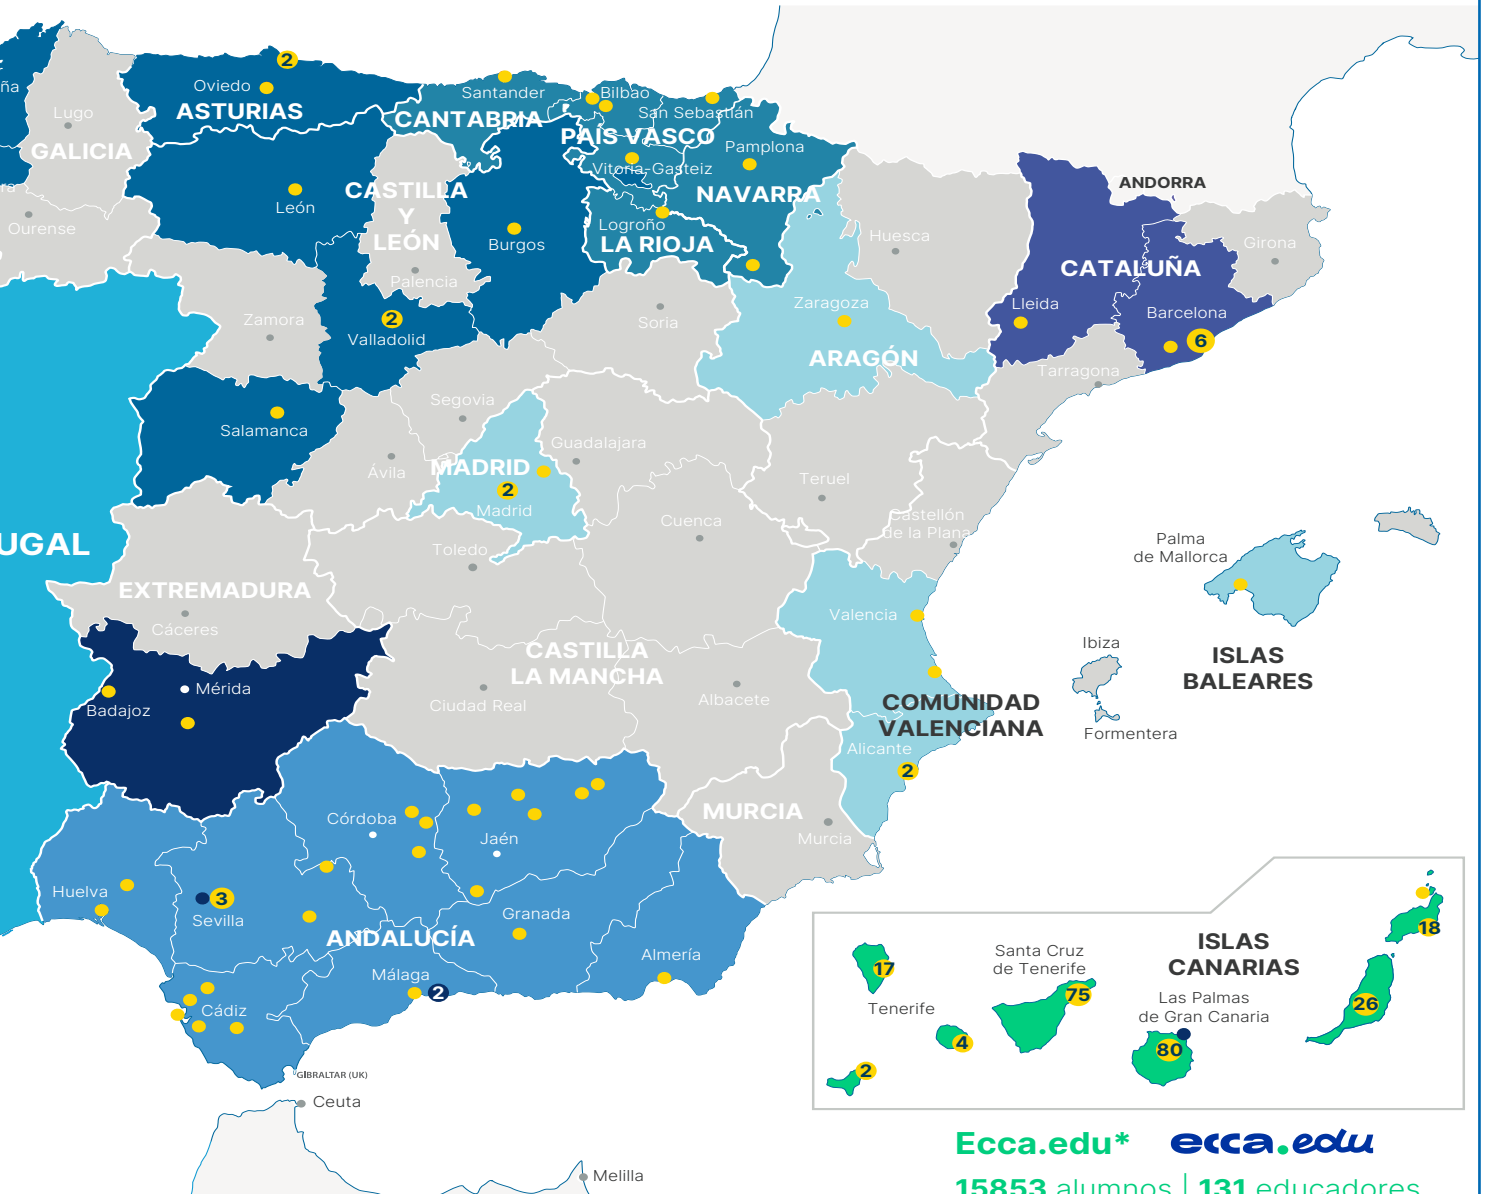 2
Oviedo
ASTURIAS
ña
Lugo
GALICIA
Ourense
Santander
CANTABRIA
Bilbao
San Sebastián
PAÍS VASCO
Vitoria-Gasteiz
Pamplona
NAVARRA
Logroño
LA RIOJA
León
CASTILLA
Y
LEÓN
Burgos
Palencia
2
Valladolid
Zamora
Soria
Salamanca
Segovia
Ávila
Huesca
Zaragoza
ARAGÓN
Teruel
ANDORRA
CATALUÑA
Girona
Lleida
Barcelona
6
Tarragona
MADRID
2
Madrid
Guadalajara
Cuenca
Toledo
Castellón
de la Plana
UGAL
EXTREMADURA
Cáceres
Mérida
Badajoz
CASTILLA
LA MANCHA
Ciudad Real
Albacete
Valencia
COMUNIDAD
VALENCIANA
Alicante
2
Palma
de Mallorca
Ibiza
ISLAS
BALEARES
Formentera
MURCIA
Murcia
Córdoba
Jaén
Huelva
3
Sevilla
Granada
ANDALUCÍA
Almería
Málaga
2
Cádiz
GIBRALTAR (UK)
Ceuta
Melilla
ISLAS
CANARIAS
17
Tenerife
Santa Cruz
de Tenerife
75
4
2
Las Palmas
de Gran Canaria
80
18
26
Ecca.edu* ecca.edu
15853 alumnos | 131 educadores